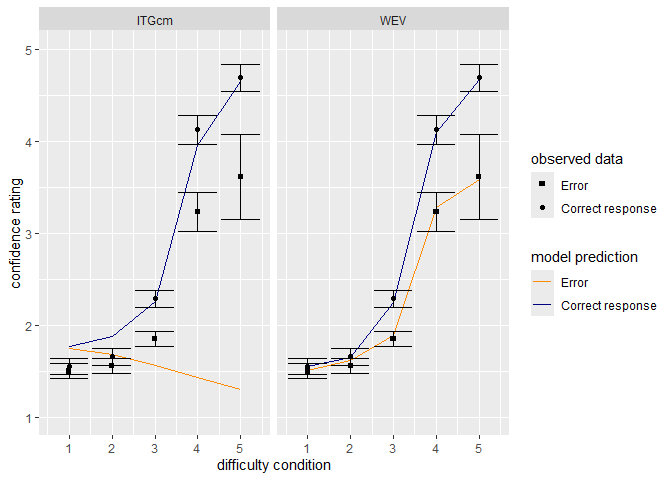 ITGcm
WEV
5
4
3
2
1
confidence rating
1 2 3 4 5
1 2 3 4 5
difficulty condition
observed data
Error
Correct response
model prediction
Error
Correct response